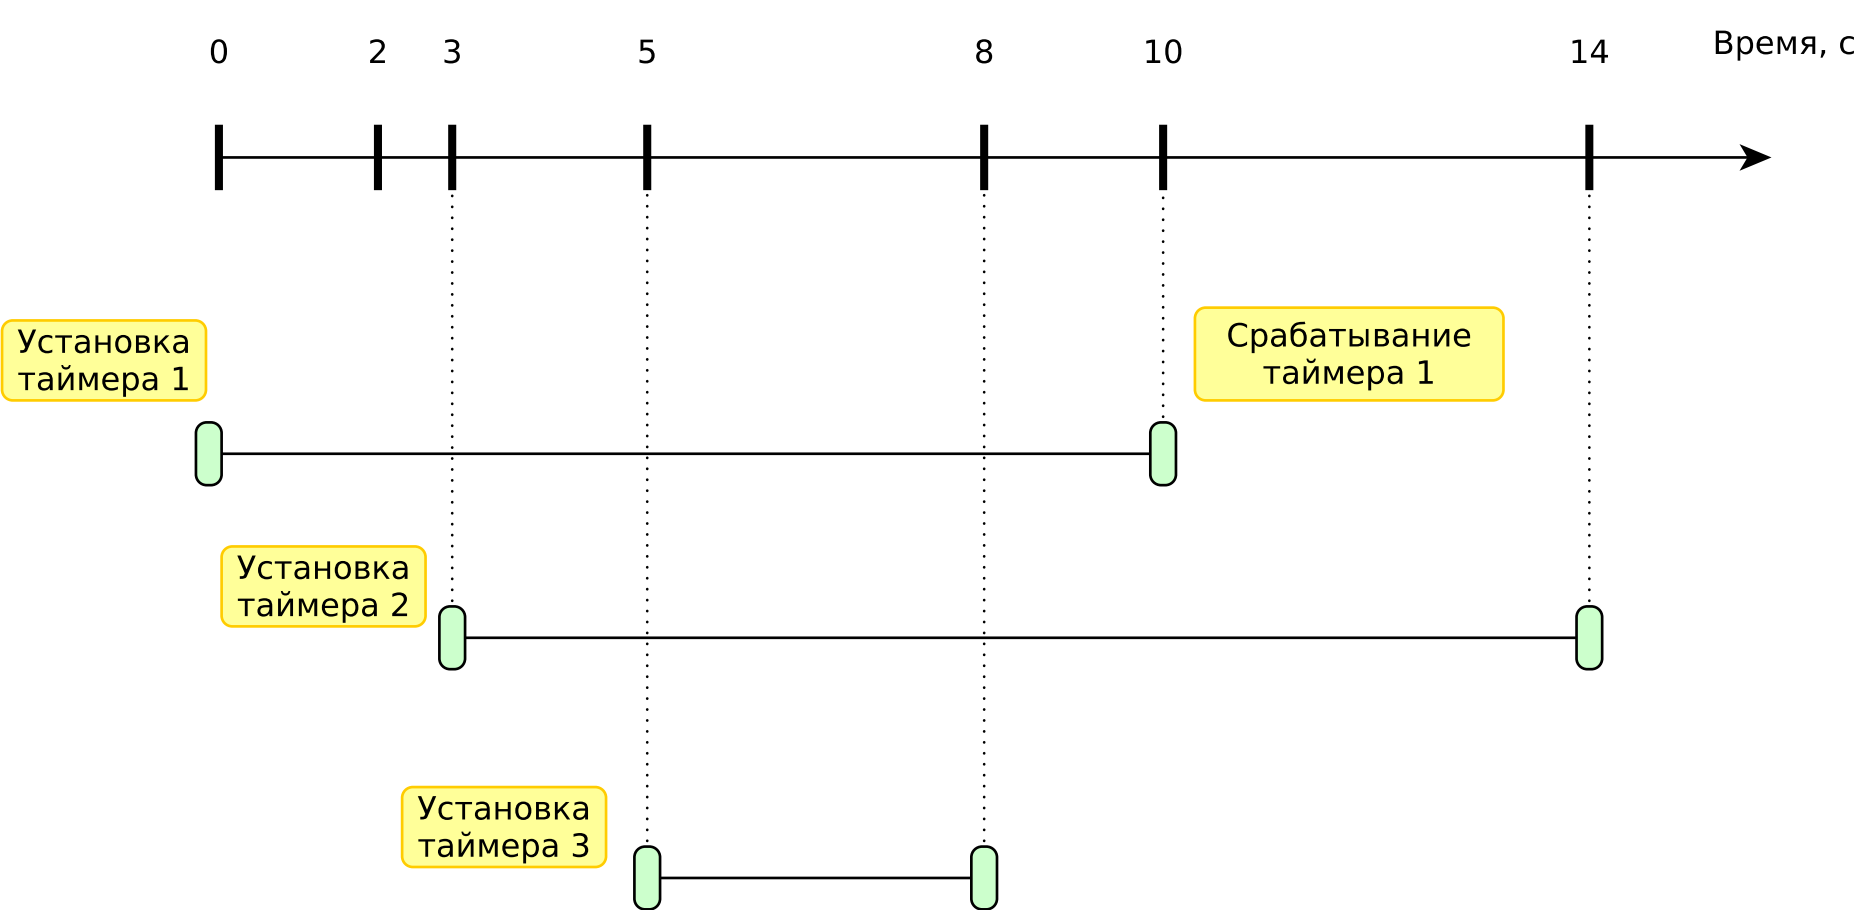 0 2 3 5 8 10 14 Время, с
Установка
таймера 1
Срабатывание
таймера 1
Установка
таймера 2
Установка
таймера 3